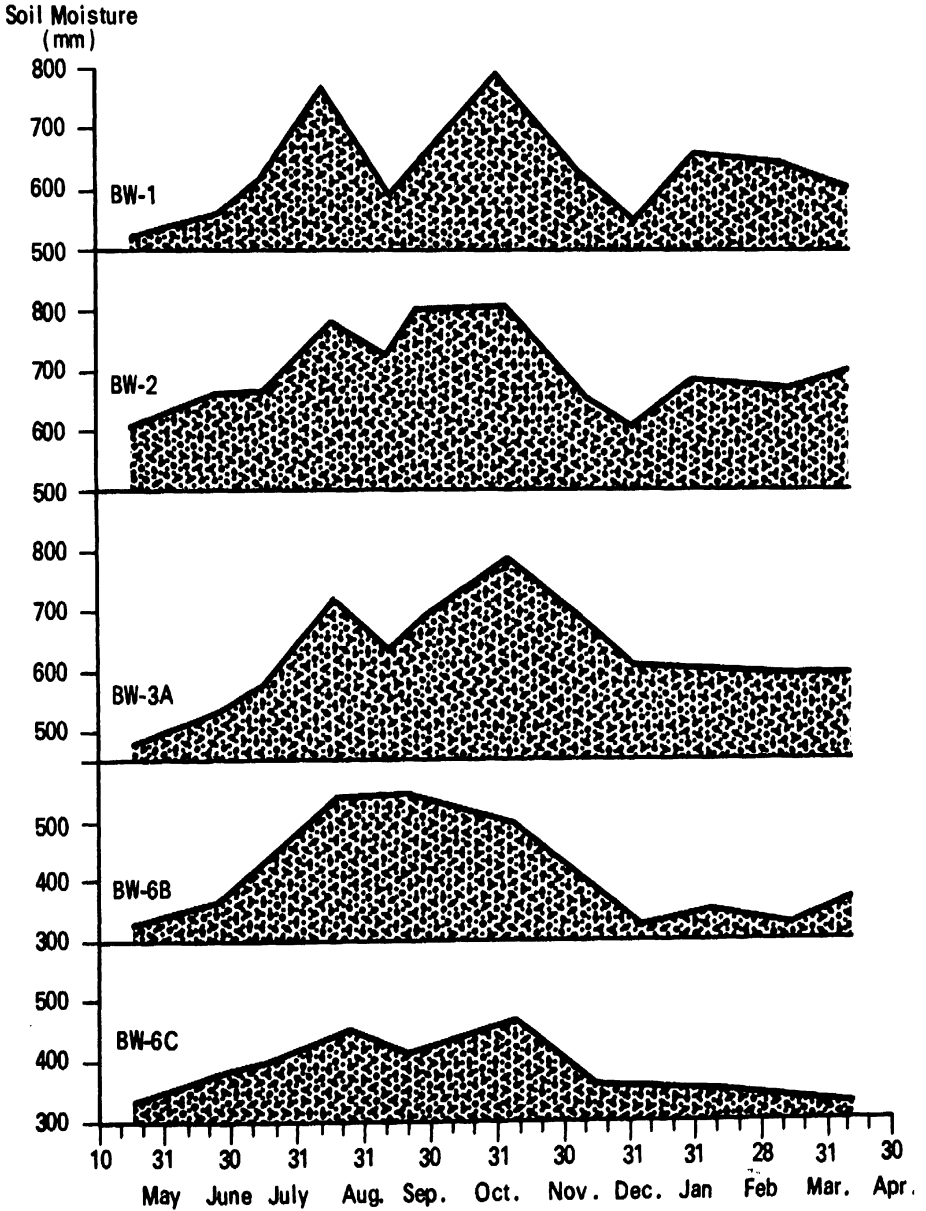 Soil Moisture
(mm)
800
700
600
BW-1
500
800
700
BW-2
600
500
800
700
600
BW-3A
500
500
400
BW-6B
300
500
BW-6C
400
300
10 31 30 31 31 30 31 30 31 31 28 31 30
May June July Aug. Sep. Oct. Nov. Dec. Jan Feb Mar. Apr.